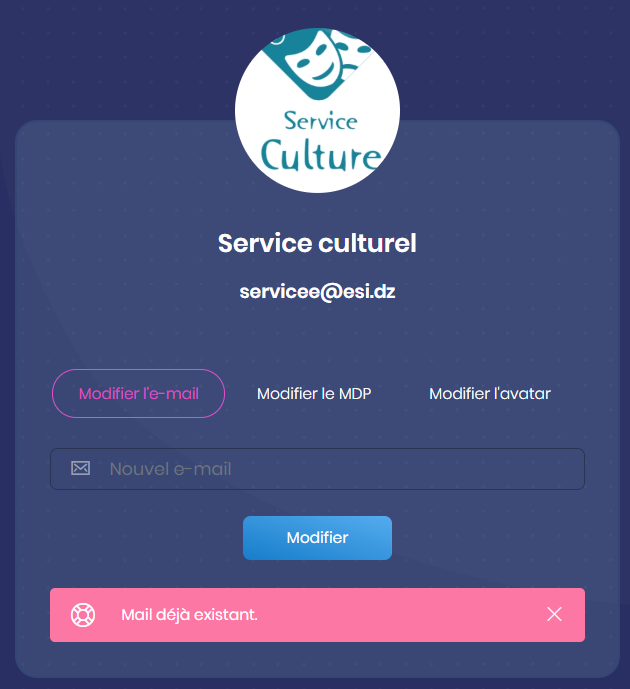 Service
Culture
Service culturel
servicee@esi.dz
Modifier l'e-mail Modifier le MDP Modifier l'avatar
Nouvel e-mail
Modifier
Mail déjà existant.